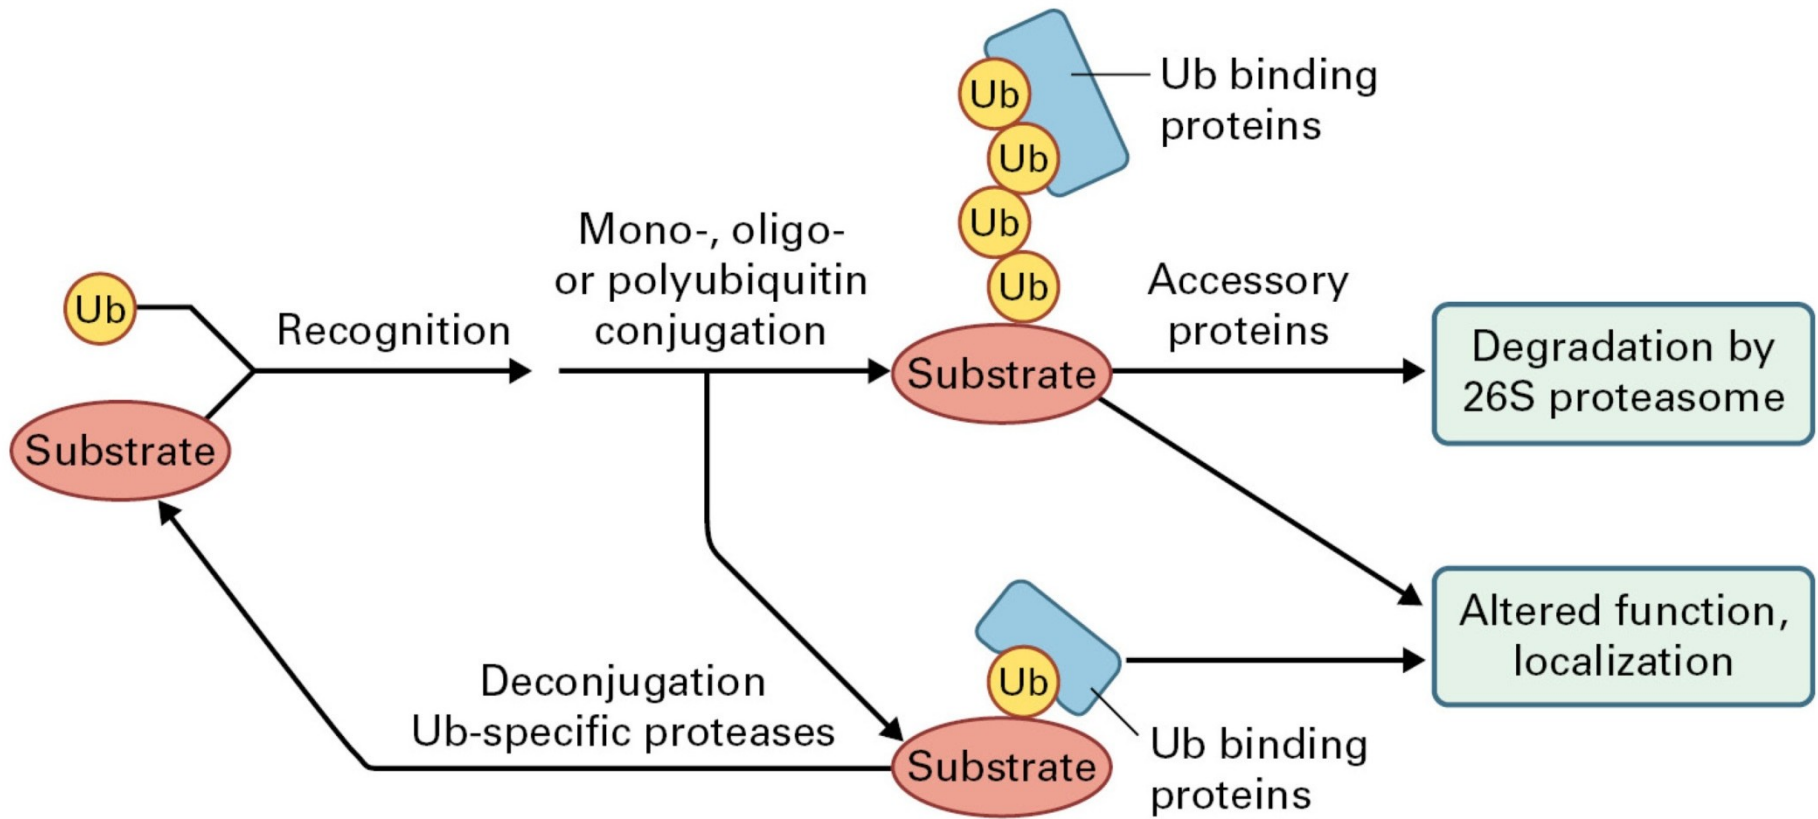 Ub
Substrate
Recognition
Mono-, oligo-
or polyubiquitin
conjugation
Ub
Ub
Ub
Ub
Substrate
Ub binding
proteins
Accessory
proteins
Degradation by
26S proteasome
Altered function,
localization
Ub
Substrate
Ub binding
proteins
Deconjugation
Ub-specific proteases